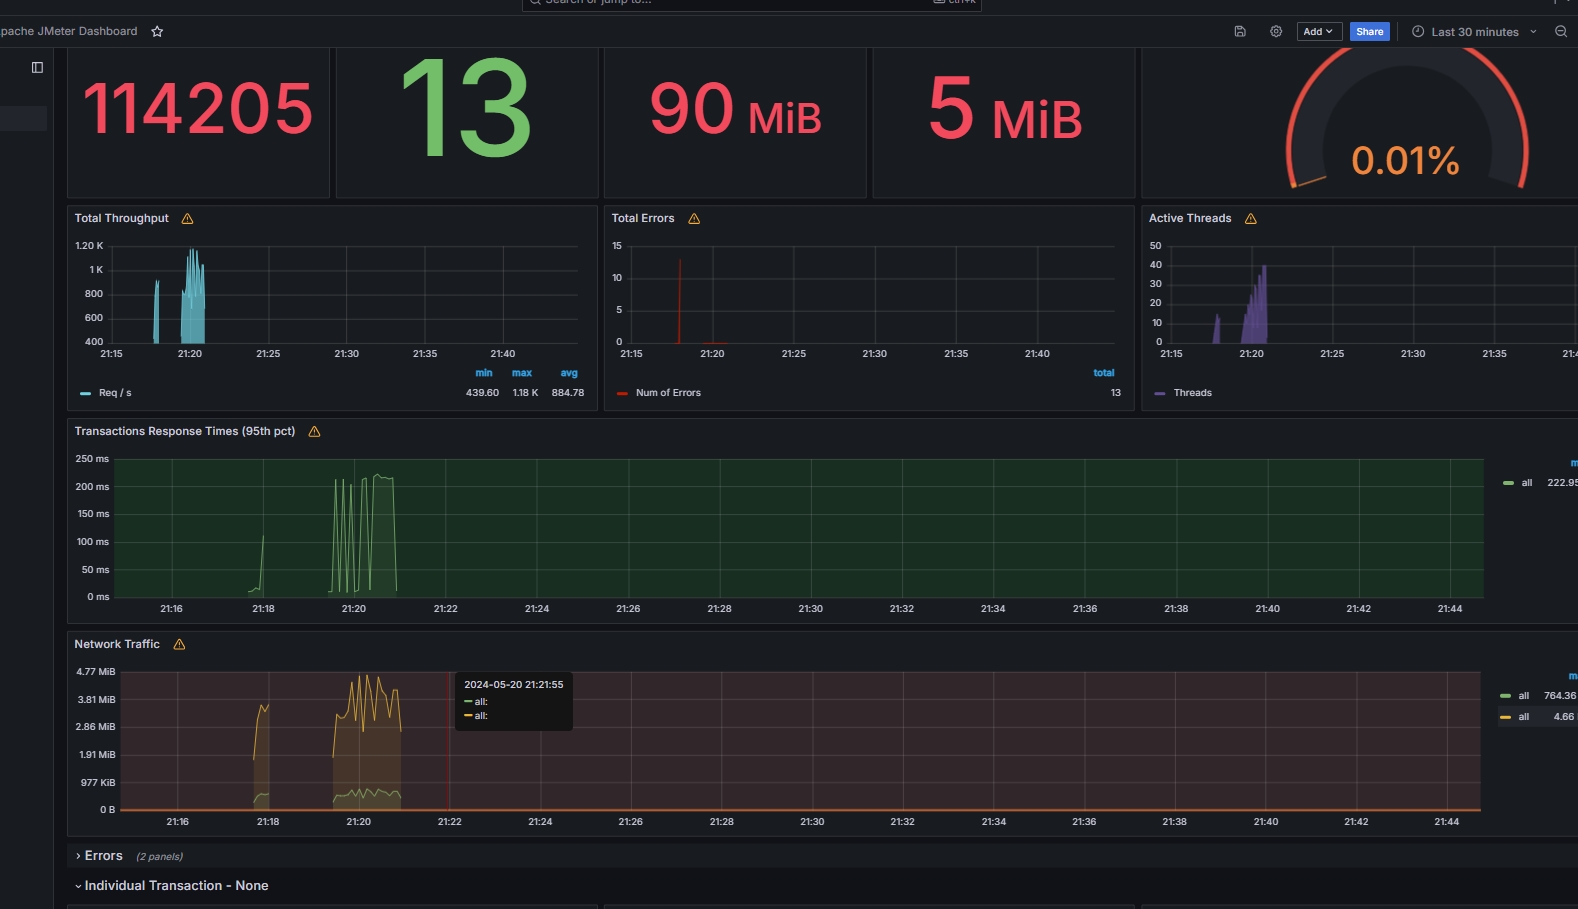 Search or jump to...
ctrl+k
pache JMeter Dashboard
Add
Share
Last 30 minutes
114205
13
90 MiB
5 MiB
0.01%
Total Throughput
1.20 K
1 K
800
600
400
21:15 21:20 21:25 21:30 21:35 21:40
min max avg
Req / s 439.60 1.18 K 884.78
Total Errors
15
10
5
0
21:15 21:20 21:25 21:30 21:35 21:40
total
Num of Errors 13
Active Threads
50
40
30
20
10
0
21:15 21:20 21:25 21:30 21:35 21:4
Threads
Transactions Response Times (95th pct)
250 ms
200 ms
150 ms
100 ms
50 ms
0 ms
21:16 21:18 21:20 21:22 21:24 21:26 21:28 21:30 21:32 21:34 21:36 21:38 21:40 21:42 21:44
m
all 222.95
Network Traffic
4.77 MiB
3.81 MiB
2.86 MiB
1.91 MiB
977 KiB
0 B
21:16 21:18 21:20 21:22 21:24 21:26 21:28 21:30 21:32 21:34 21:36 21:38 21:40 21:42 21:44
2024-05-20 21:21:55
all:
all:
m
all 764.36
all 4.66
Errors (2 panels)
Individual Transaction - None